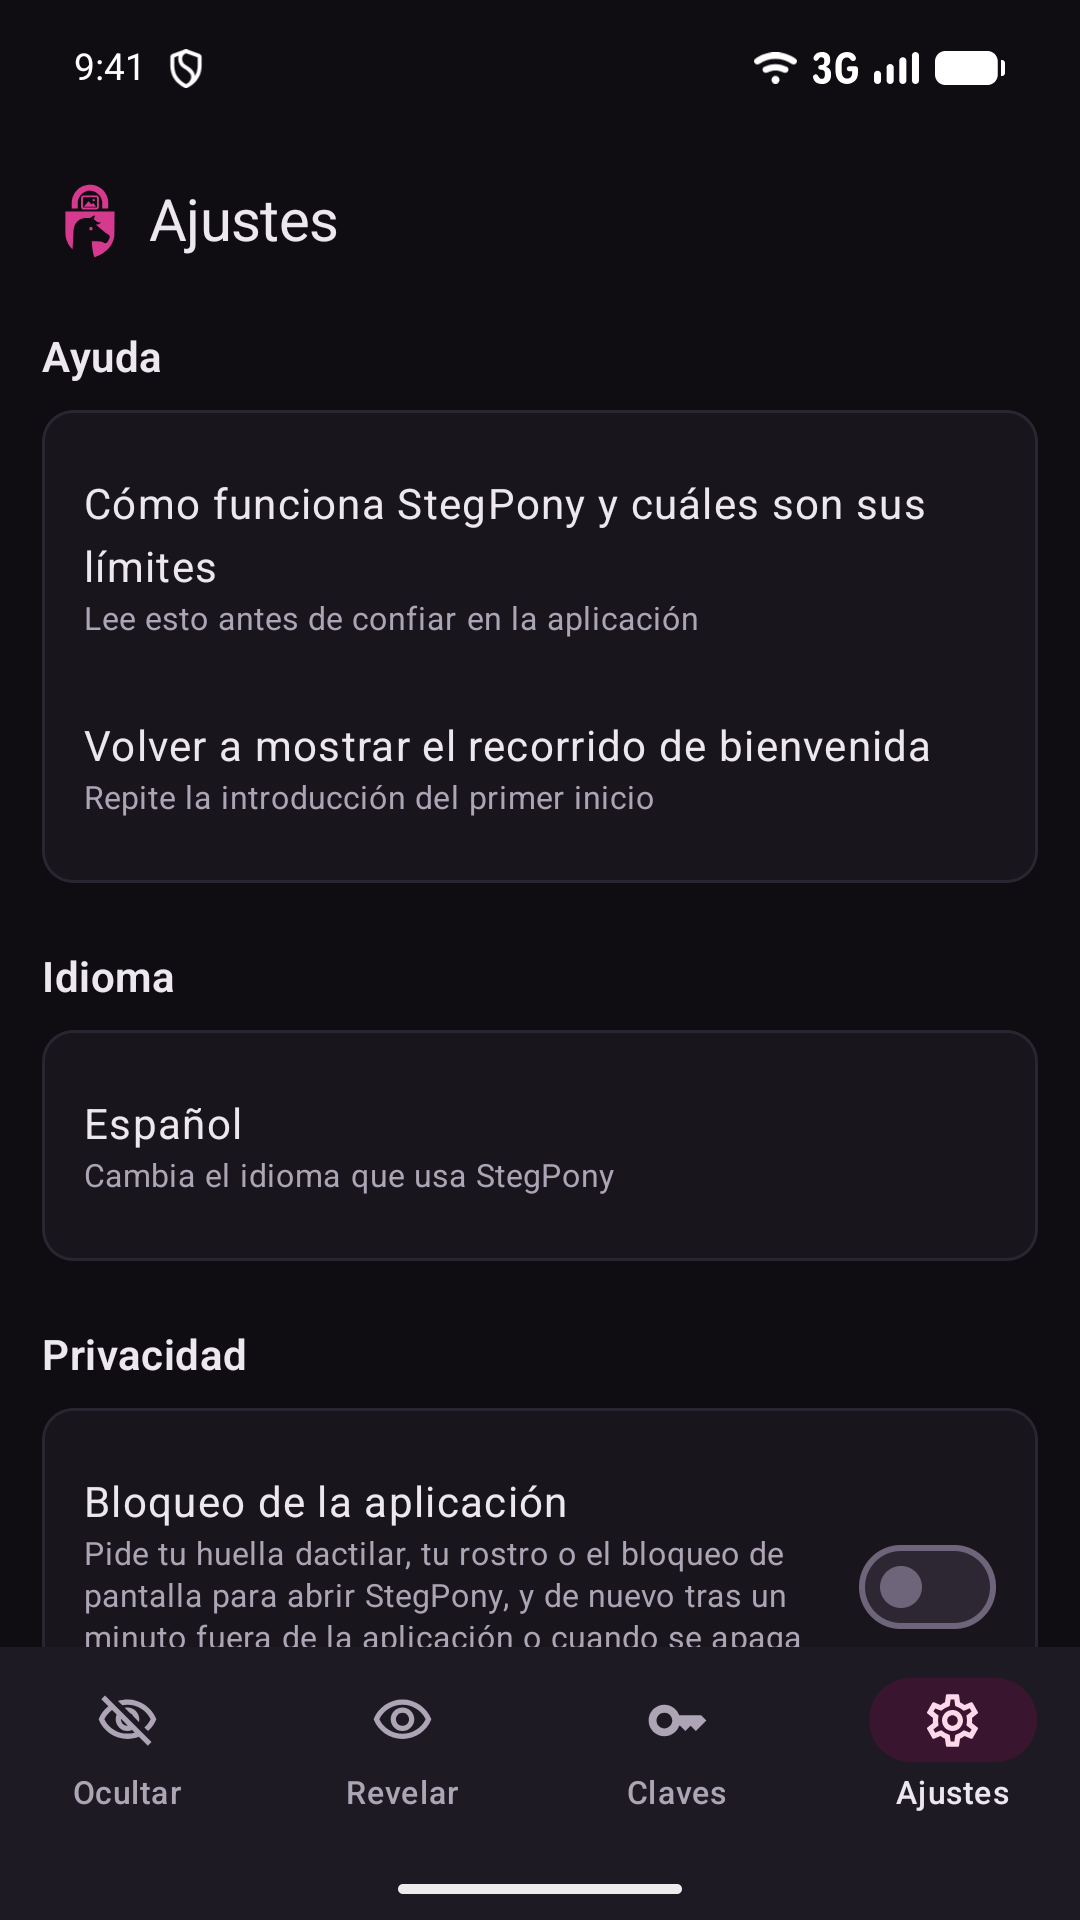 9:41
3G
Ajustes
Ayuda
Cómo funciona StegPony y cuáles son sus
límites
Lee esto antes de confiar en la aplicación
Volver a mostrar el recorrido de bienvenida
Repite la introducción del primer inicio
Idioma
Español
Cambia el idioma que usa StegPony
Privacidad
Bloqueo de la aplicación
Pide tu huella dactilar, tu rostro o el bloqueo de
pantalla para abrir StegPony, y de nuevo tras un
minuto fuera de la aplicación o cuando se apaga
Ocultar
Revelar
Claves
Ajustes